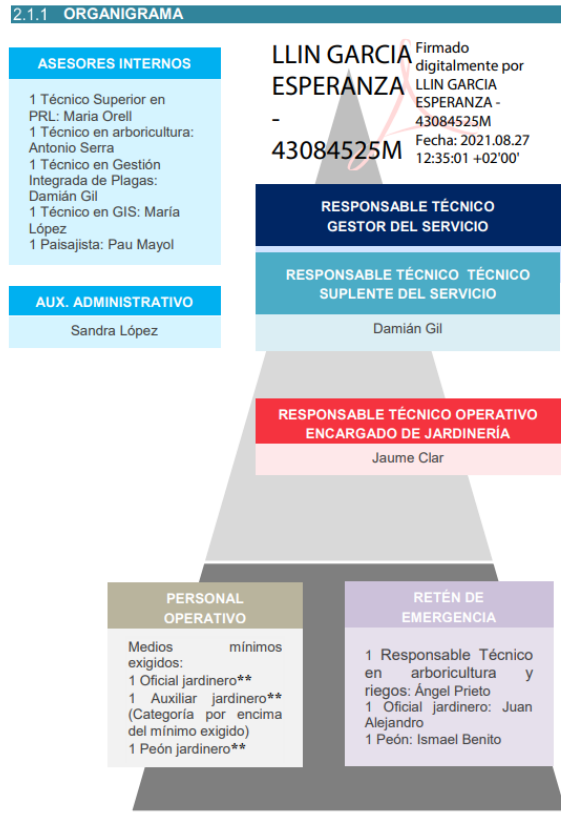 2.1.1 ORGANIGRAMA
ASESORES INTERNOS
1 Técnico Superior en
PRL: Maria Orell
1 Técnico en arboricultura:
Antonio Serra
1 Técnico en Gestión
Integrada de Plagas:
Damián Gil
1 Técnico en GIS: María
López
1 Paisajista: Pau Mayol
AUX. ADMINISTRATIVO
Sandra López
LLIN GARCIA
ESPERANZA
-
43084525M
Firmado
digitalmente por
LLIN GARCIA
ESPERANZA -
43084525M
Fecha: 2021.08.27
12:35:01 +02'00'
RESPONSABLE TÉCNICO
GESTOR DEL SERVICIO
RESPONSABLE TÉCNICO TÉCNICO
SUPLENTE DEL SERVICIO
Damián Gil
RESPONSABLE TÉCNICO OPERATIVO
ENCARGADO DE JARDINERÍA
Jaume Clar
PERSONAL
OPERATIVO
Medios mínimos
exigidos:
1 Oficial jardinero**
1 Auxiliar jardinero**
(Categoría por encima
del mínimo exigido)
1 Peón jardinero**
RETÉN DE
EMERGENCIA
1 Responsable Técnico
en arboricultura y
riegos: Ángel Prieto
1 Oficial jardinero: Juan
Alejandro
1 Peón: Ismael Benito